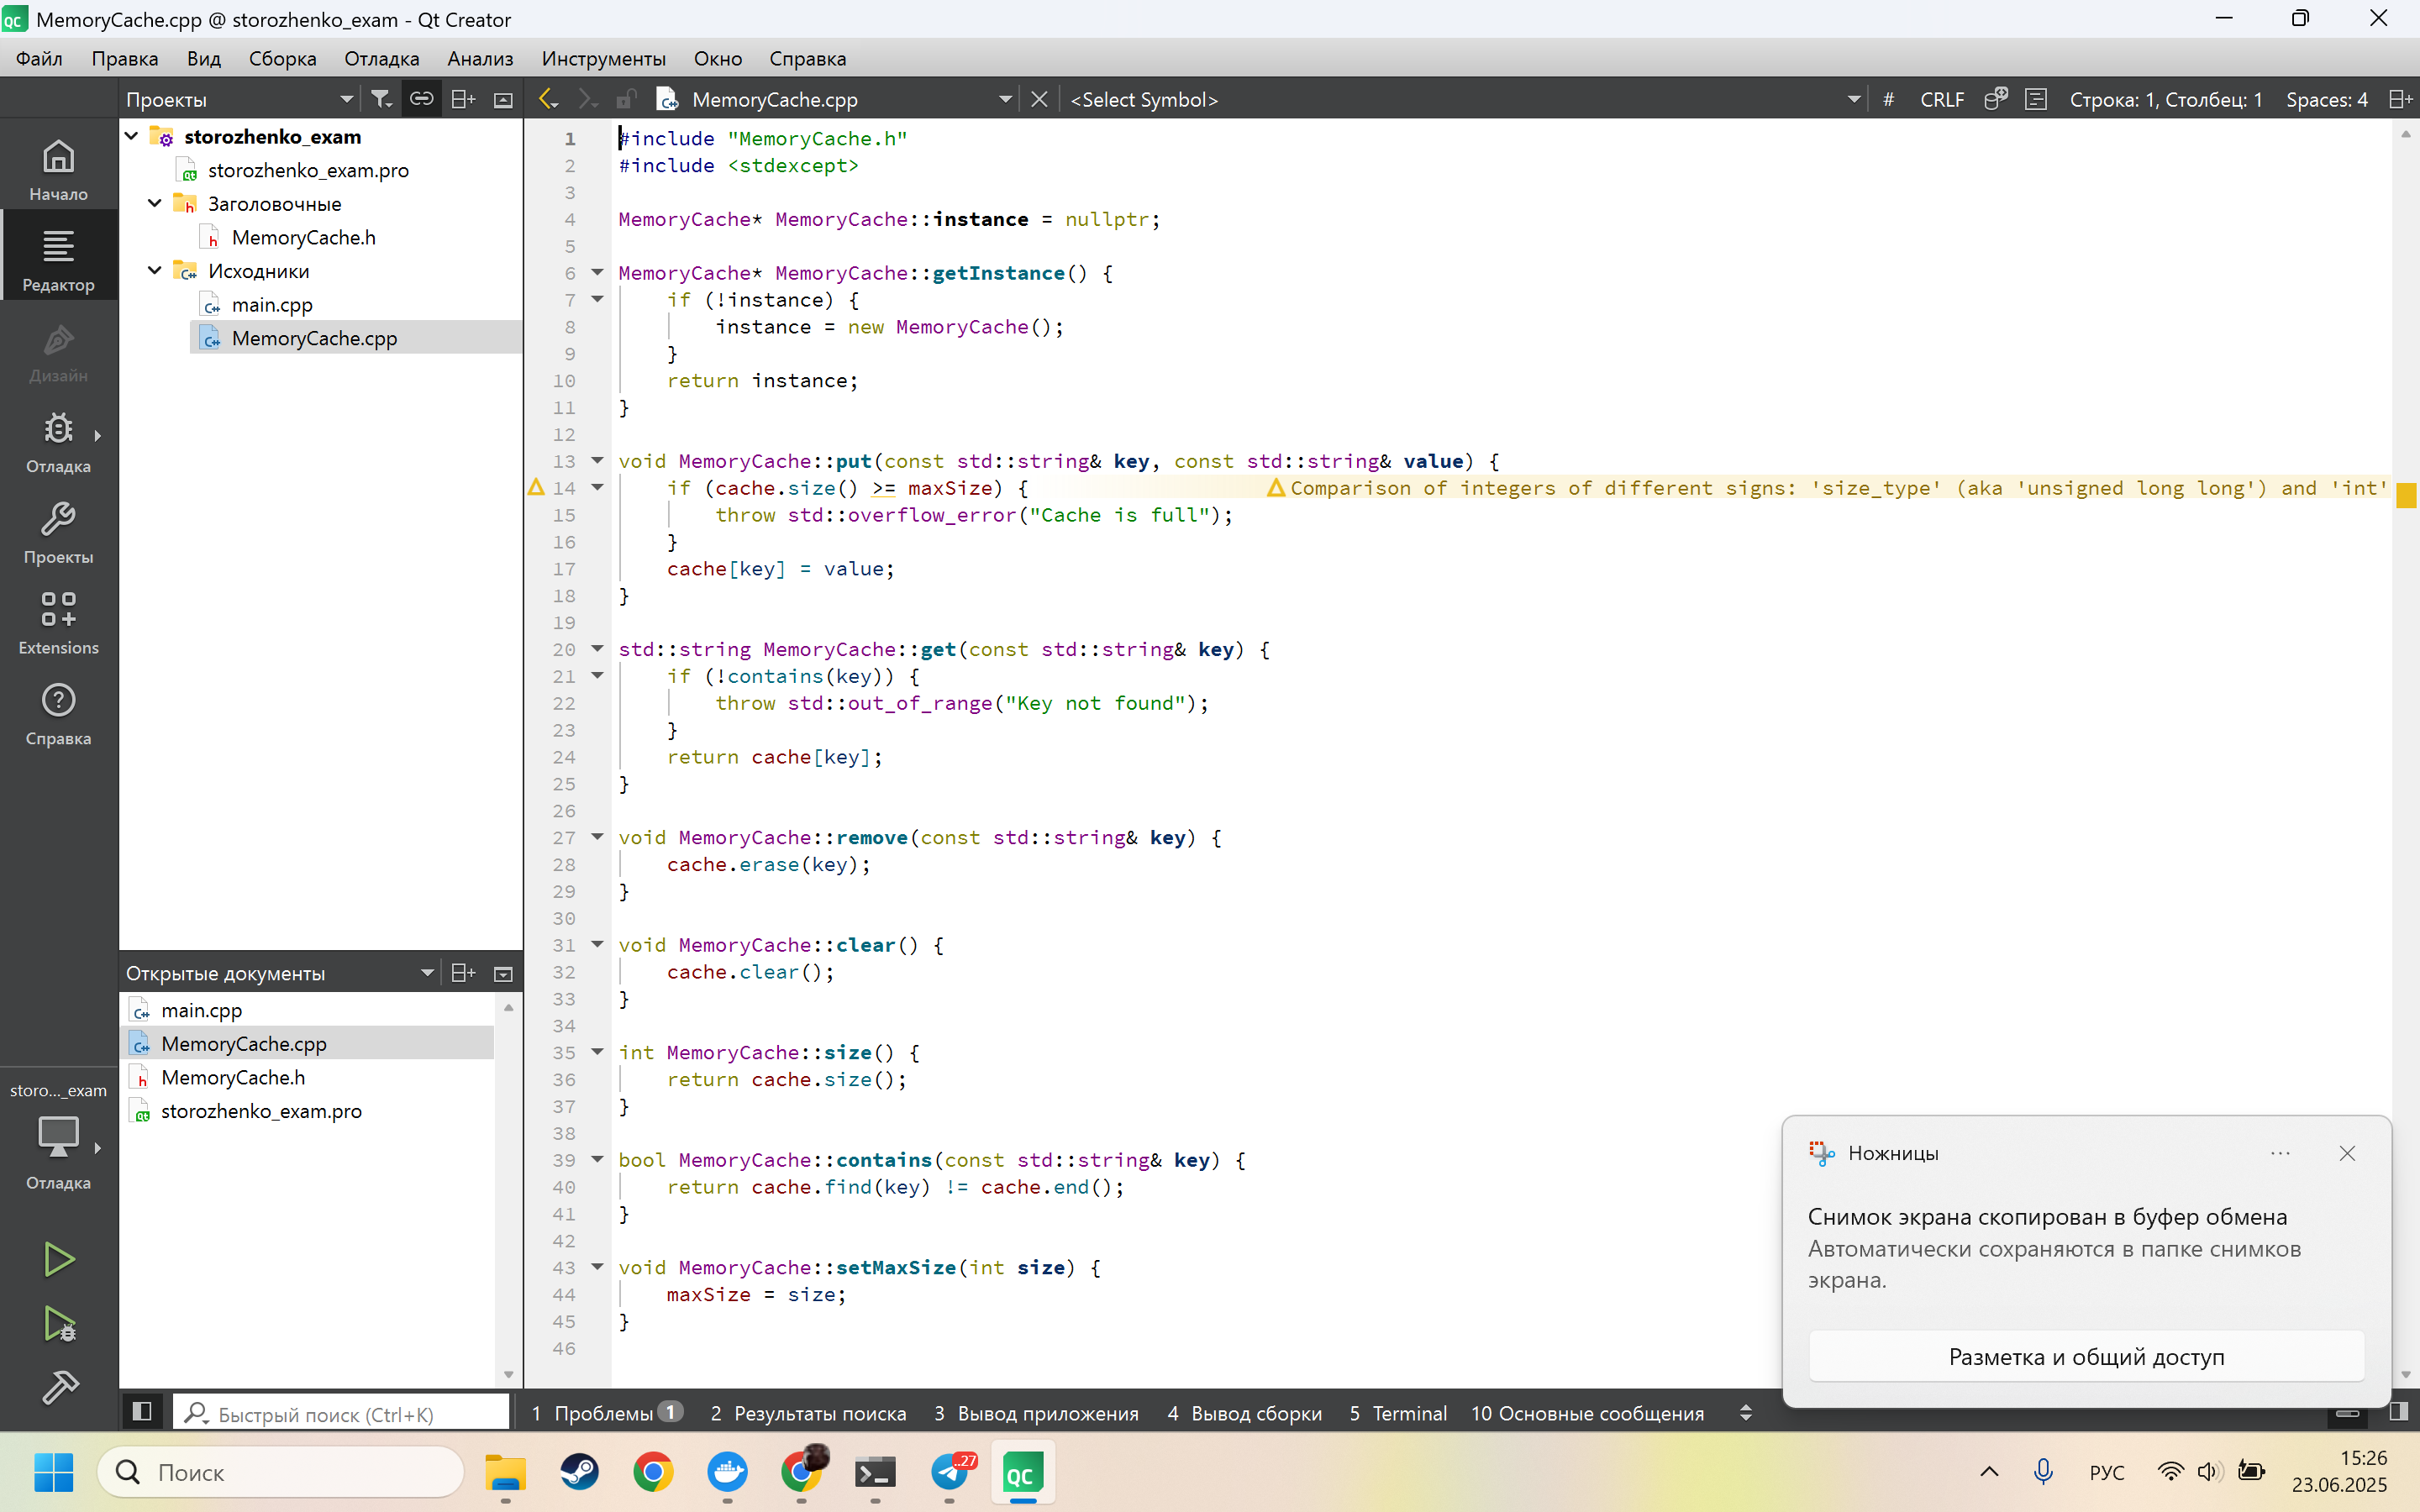 MemoryCache.cpp @ storozhenko_exam - Qt Creator
Файл Правка Вид Сборка Отладка Анализ Инструменты Окно Справка
Проекты
MemoryCache.cpp
<Select Symbol>
# CRLF Строка: 1, Столбец: 1 Spaces: 4
Начало
Редактор
Дизайн
Отладка
Проекты
Extensions
Справка
storo..._exam
Отладка
storozhenko_exam
storozhenko_exam.pro
Заголовочные
MemoryCache.h
Исходники
main.cpp
MemoryCache.cpp
Открытые документы
main.cpp
MemoryCache.cpp
MemoryCache.h
storozhenko_exam.pro
1 #include "MemoryCache.h"
2 #include <stdexcept>
3
4 MemoryCache* MemoryCache::instance = nullptr;
5
6 MemoryCache* MemoryCache::getInstance() {
7     if (!instance) {
8         instance = new MemoryCache();
9     }
10     return instance;
11 }
12
13 void MemoryCache::put(const std::string& key, const std::string& value) {
14     if (cache.size() >= maxSize) { Comparison of integers of different signs: 'size_type' (aka 'unsigned long long') and 'int'
15         throw std::overflow_error("Cache is full");
16     }
17     cache[key] = value;
18 }
19
20 std::string MemoryCache::get(const std::string& key) {
21     if (!contains(key)) {
22         throw std::out_of_range("Key not found");
23     }
24     return cache[key];
25 }
26
27 void MemoryCache::remove(const std::string& key) {
28     cache.erase(key);
29 }
30
31 void MemoryCache::clear() {
32     cache.clear();
33 }
34
35 int MemoryCache::size() {
36     return cache.size();
37 }
38
39 bool MemoryCache::contains(const std::string& key) {
40     return cache.find(key) != cache.end();
41 }
42
43 void MemoryCache::setMaxSize(int size) {
44     maxSize = size;
45 }
46
Ножницы
Снимок экрана скопирован в буфер обмена
Автоматически сохраняются в папке снимков
экрана.
Разметка и общий доступ
Быстрый поиск (Ctrl+K)
1 Проблемы 1 2 Результаты поиска 3 Вывод приложения 4 Вывод сборки 5 Terminal 10 Основные сообщения
Поиск
..27
QC
РУС
15:26
23.06.2025